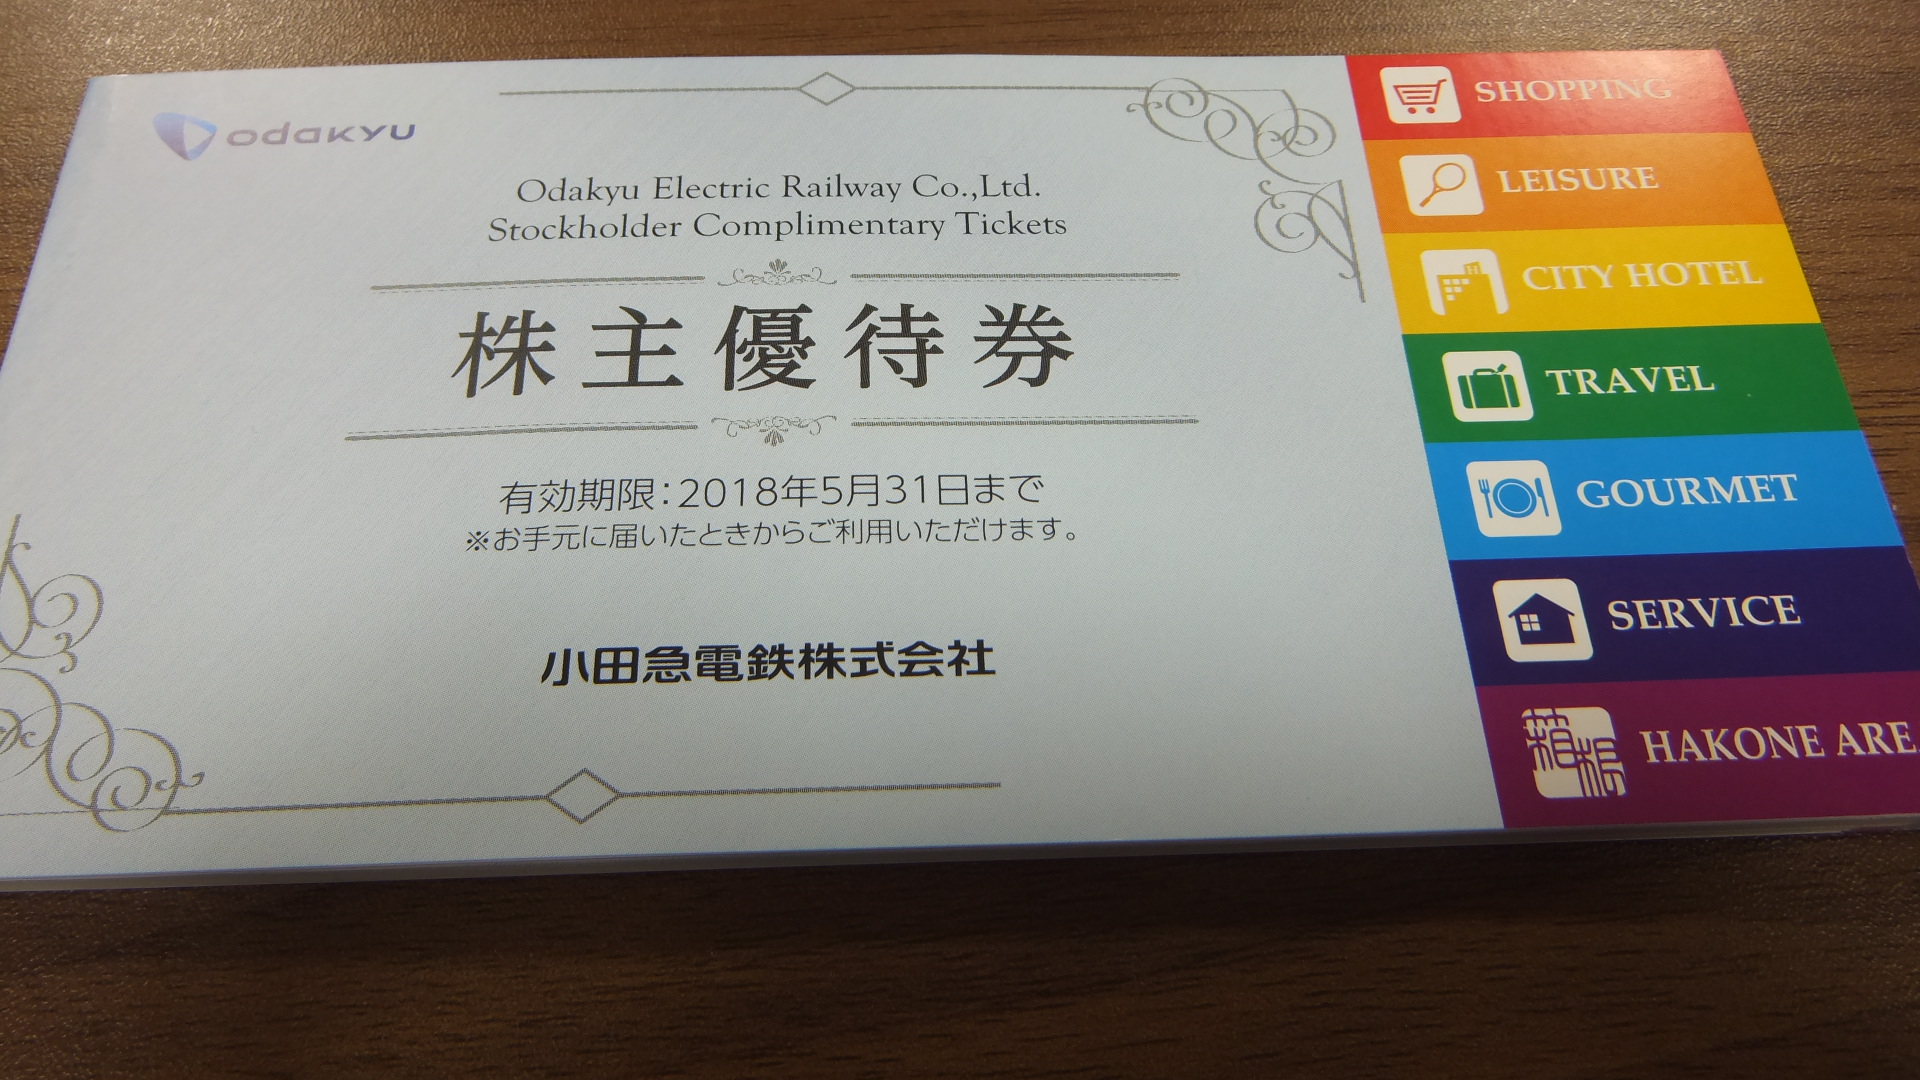 odakyu
Odakyu Electric Railway Co.,Ltd.
Stockholder Complimentary Tickets
株主優待券
有効期限：2018年5月31日まで
※お手元に届いたときからご利用いただけます。
小田急電鉄株式会社
SHOPPING
LEISURE
H
CITY HOTEL
TRAVEL
GOURMET
SERVICE
箱根
HAKONE ARE